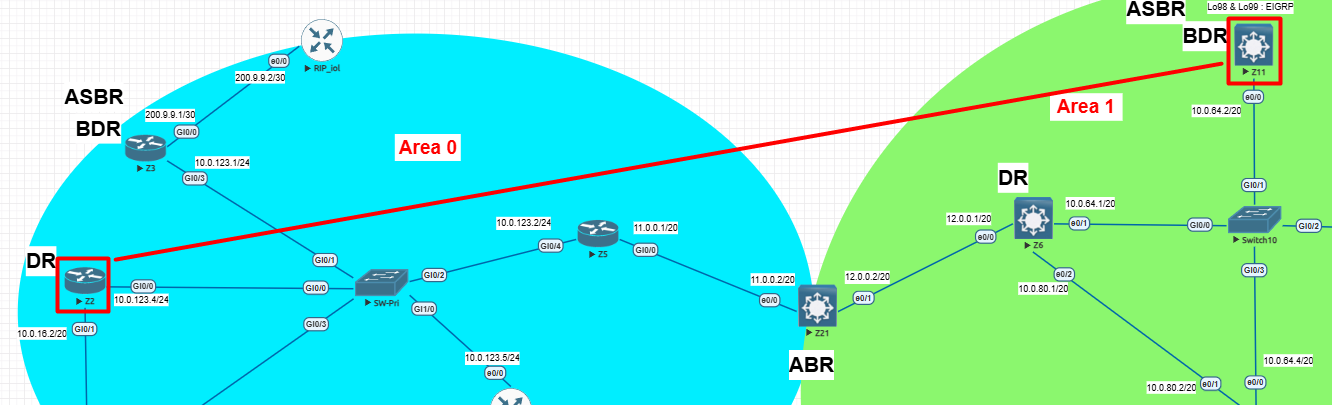 ASBR
Lo98 & Lo99 : EIGRP
BDR
Z11
e0/0
10.0.64.2/20
Area 1
e0/0
RIP_iol
200.9.9.2/30
ASBR
200.9.9.1/30
BDR
Gi0/0
Z3
10.0.123.1/24
Gi0/3
Area 0
DR
10.0.64.1/20
Gi0/1
12.0.0.1/20
e0/0
e0/1
Z6
Gi0/0
Switch10
Gi0/2
10.0.123.2/24
11.0.0.1/20
Gi0/4
Z5
Gi0/0
DR
Gi0/1
Gi0/2
Z2
Gi0/0
10.0.123.4/24
Gi0/0
SW-Pri
11.0.0.2/20
12.0.0.2/20
e0/0
e0/1
e0/2
10.0.80.1/20
Gi0/3
10.0.16.2/20
Gi0/1
Gi0/3
Gi1/0
Z21
ABR
10.0.123.5/24
e0/0
10.0.64.4/20
10.0.80.2/20
e0/1
e0/0